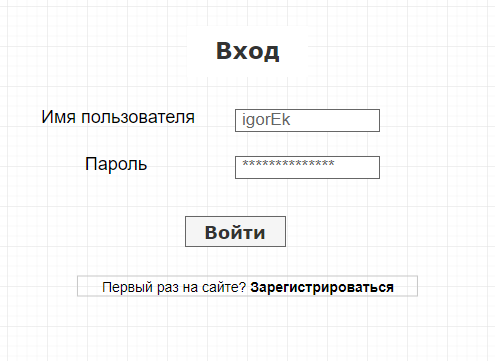 Вход
Имя пользователя igorEk
Пароль **************
Войти
Первый раз на сайте? Зарегистрироваться